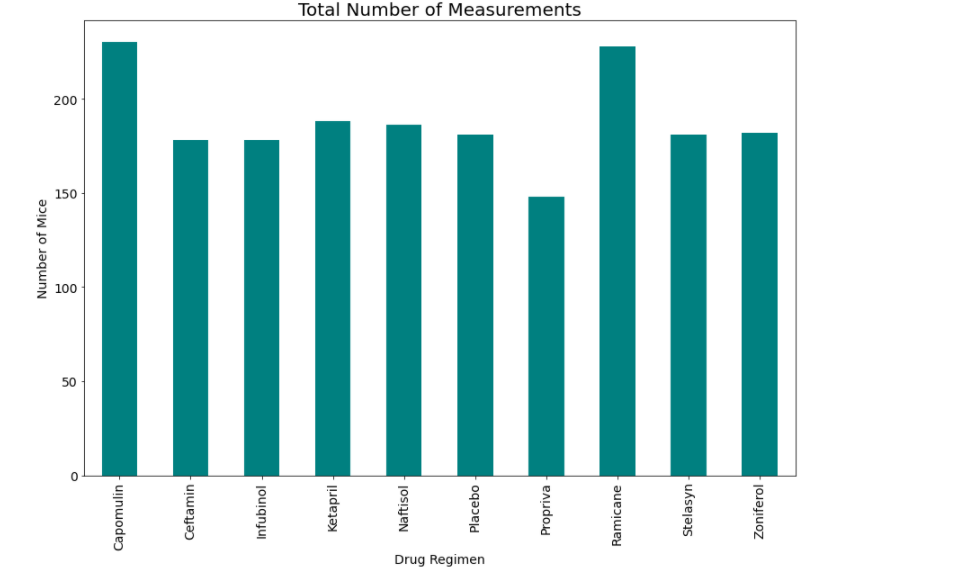 Total Number of Measurements
Number of Mice
200
150
100
50
0
Capomulin
Ceftamin
Infubinol
Ketapril
Naftisol
Placebo
Propriva
Ramicane
Stelasyn
Zoniferol
Drug Regimen